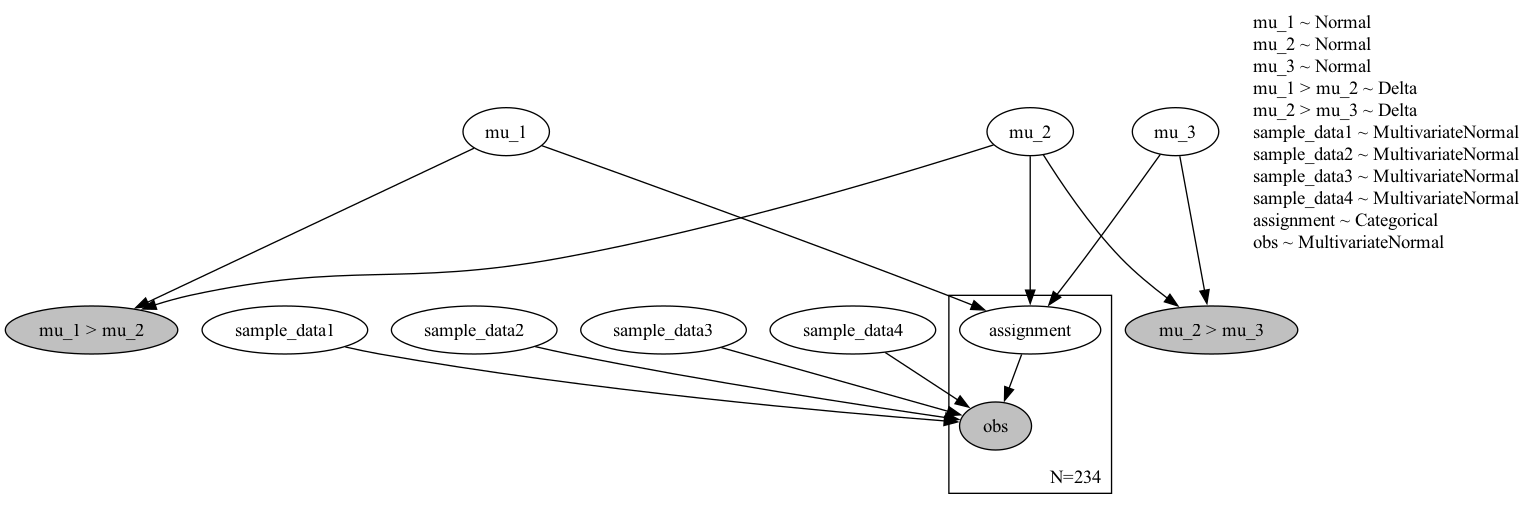 mu_1 ~ Normal
mu_2 ~ Normal
mu_3 ~ Normal
mu_1 > mu_2 ~ Delta
mu_2 > mu_3 ~ Delta
sample_data1 ~ MultivariateNormal
sample_data2 ~ MultivariateNormal
sample_data3 ~ MultivariateNormal
sample_data4 ~ MultivariateNormal
assignment ~ Categorical
obs ~ MultivariateNormal
mu_1
mu_2
mu_3
mu_1 > mu_2
sample_data1
sample_data2
sample_data3
sample_data4
assignment
mu_2 > mu_3
obs
N=234